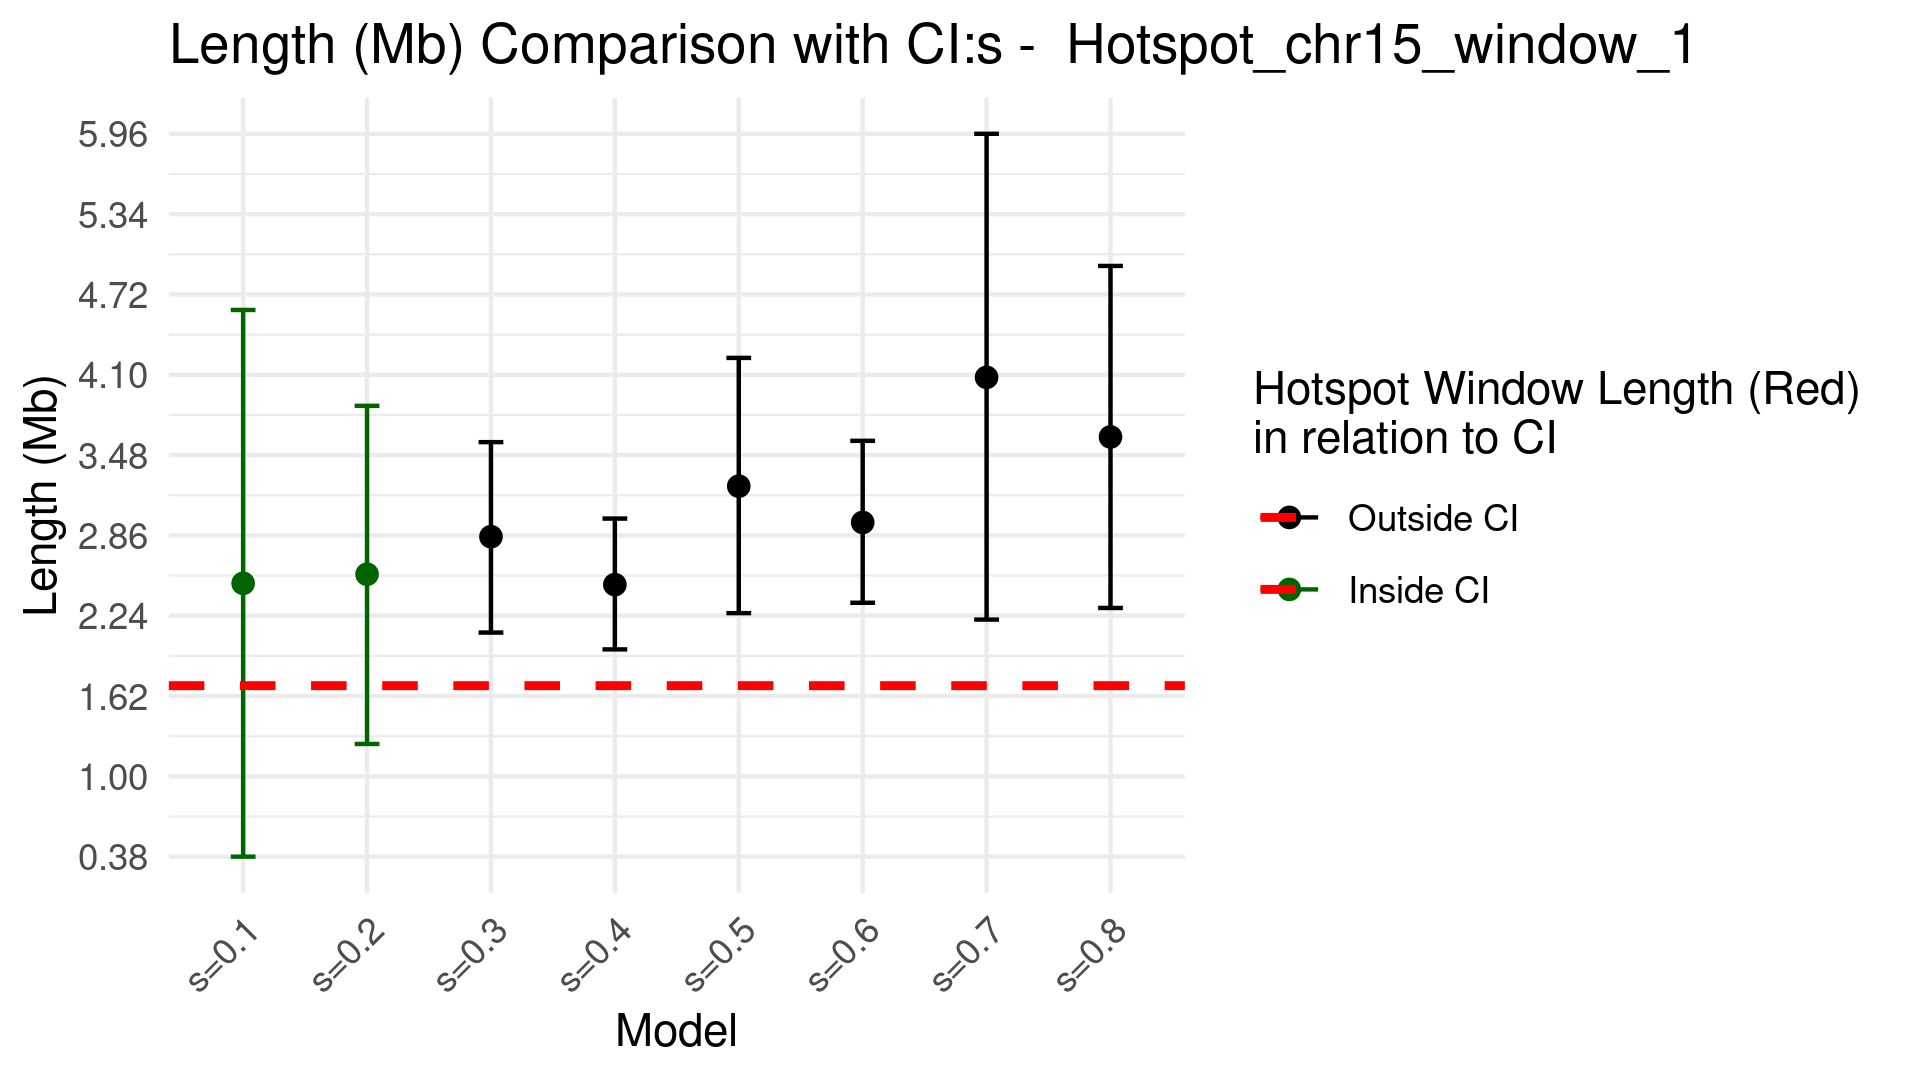 Length (Mb) Comparison with CI:s -  Hotspot_chr15_window_1
Length (Mb)
5.96
5.34
4.72
4.10
3.48
2.86
2.24
1.62
1.00
0.38
s=0.1
s=0.2
s=0.3
s=0.4
s=0.5
s=0.6
s=0.7
s=0.8
Model
Hotspot Window Length (Red)
in relation to CI
Outside CI
Inside CI